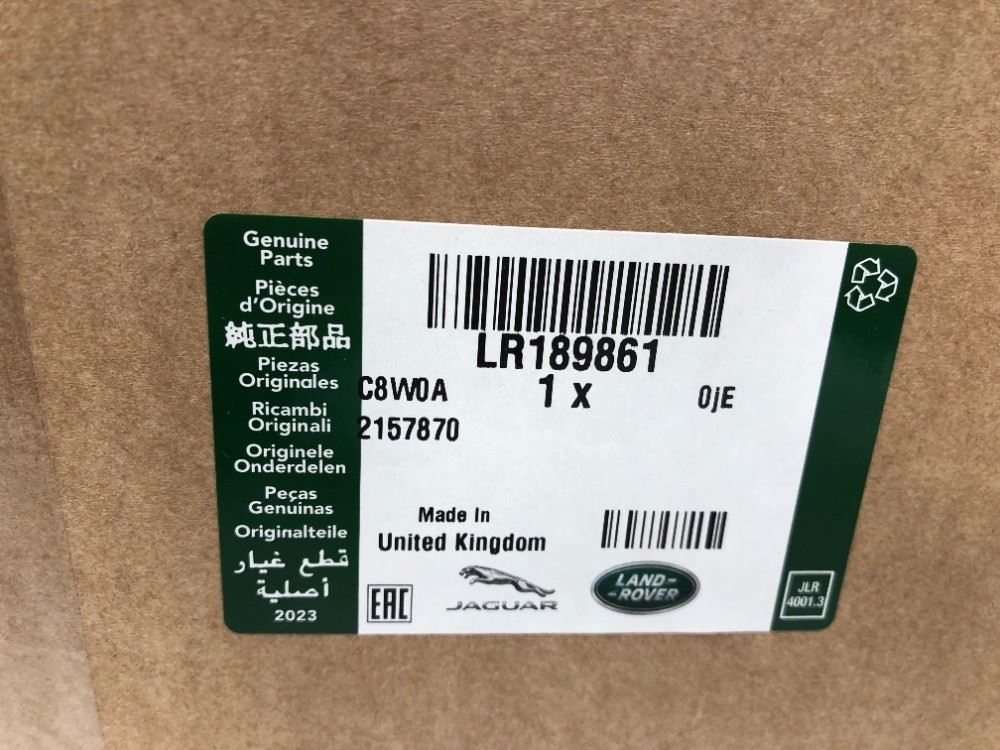 Genuine
Parts
Pièces
d'Origine
純正部品
Piezas
Originales
Ricambi
Originali
Originele
Onderdelen
Peças
Genuinas
Originalteile
قطع غيار
أصلية
2023
LR189861
C8W0A
1 x
0jE
2157870
Made In
United Kingdom
EAC
JAGUAR
LAND-
-ROVER
JLR
4001.3